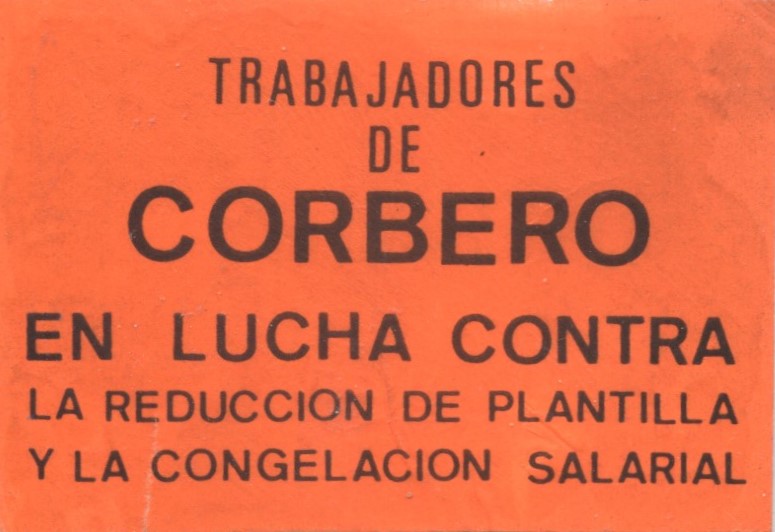 TRABAJADORES
DE
CORBERO
EN LUCHA CONTRA
LA REDUCCION DE PLANTILLA
Y LA CONGELACION SALARIAL